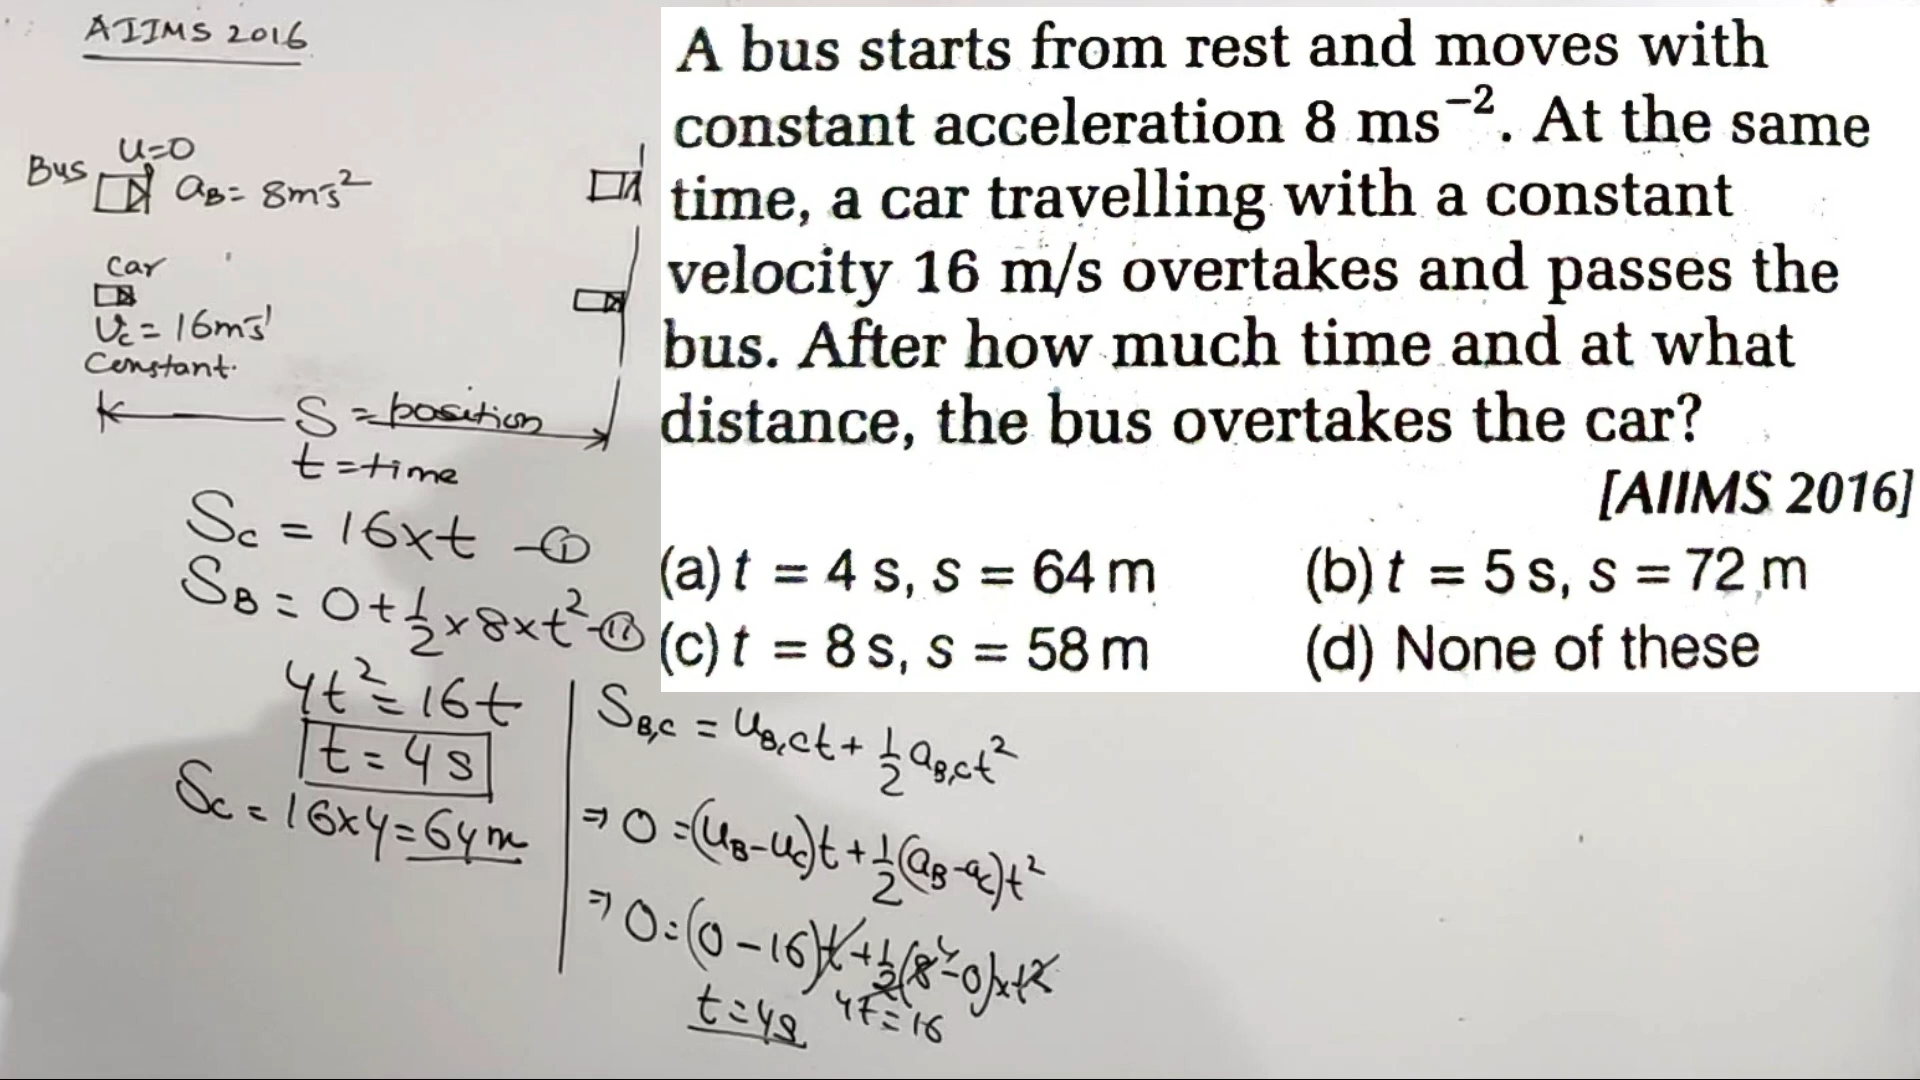 AIIMS 2016
A bus starts from rest and moves with
constant acceleration 8 ms⁻². At the same
time, a car travelling with a constant
velocity 16 m/s overtakes and passes the
bus. After how much time and at what
distance, the bus overtakes the car?
[AIIMS 2016]
(a) t = 4 s, s = 64 m
(b) t = 5 s, s = 72 m
(c) t = 8 s, s = 58 m
(d) None of these
u=0
Bus
a_B = 8ms⁻²
car
U_c = 16ms⁻¹
Constant.
S = position
t = time
S_c = 16×t —①
S_B = 0+½×8×t² —⑪
4t² = 16t
t = 4s
S_c = 16×4 = 64m
S_B,c = U_B,c t + ½ a_B,c t²
⇒ 0 = (U_B-U_c)t + ½(a_B-a_c)t²
⇒ 0 = (0-16)t + ½(8⁴-0)×t²
4t = 16
t = 4s